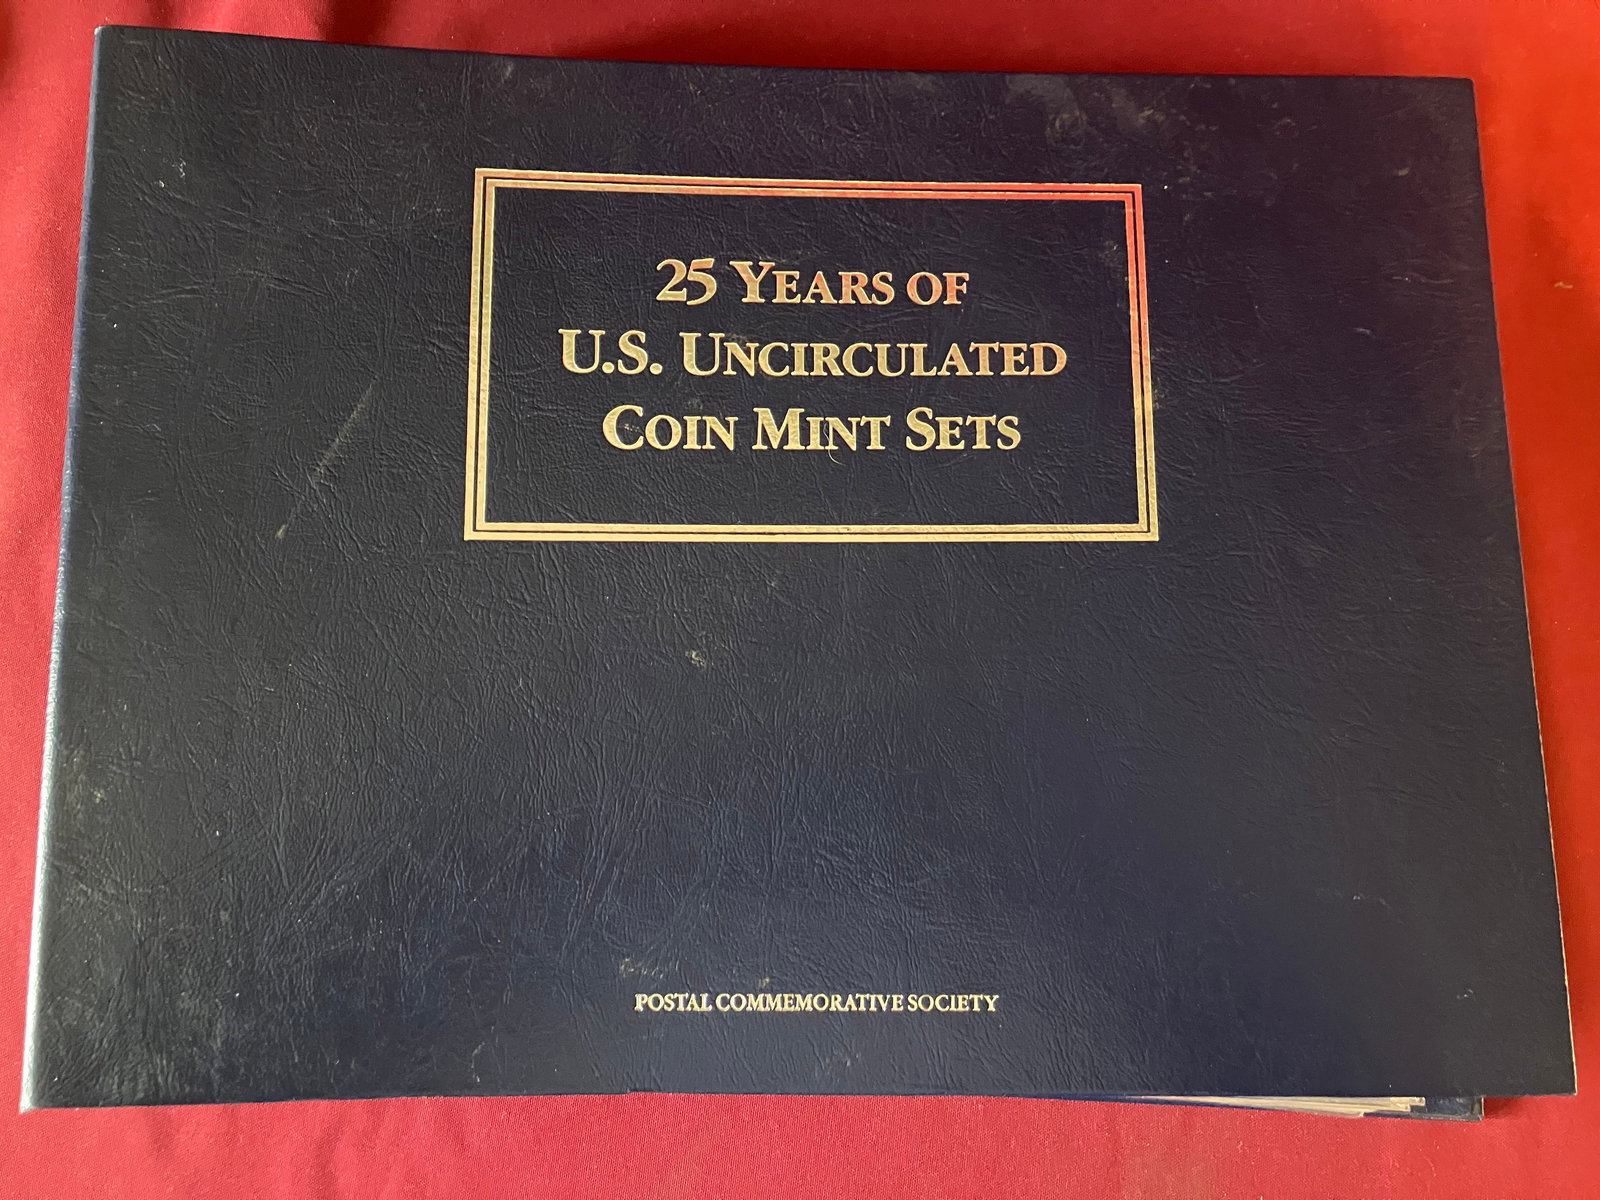 25 YEARS OF
U.S. UNCIRCULATED
COIN MINT SETS
POSTAL COMMEMORATIVE SOCIETY